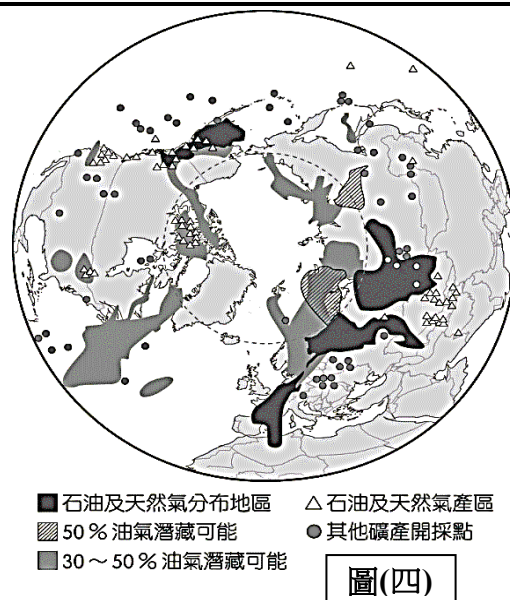 ■石油及天然氣分布地區 △石油及天然氣產區
50%油氣潛藏可能 ●其他礦產開採點
30～50%油氣潛藏可能
圖(四)